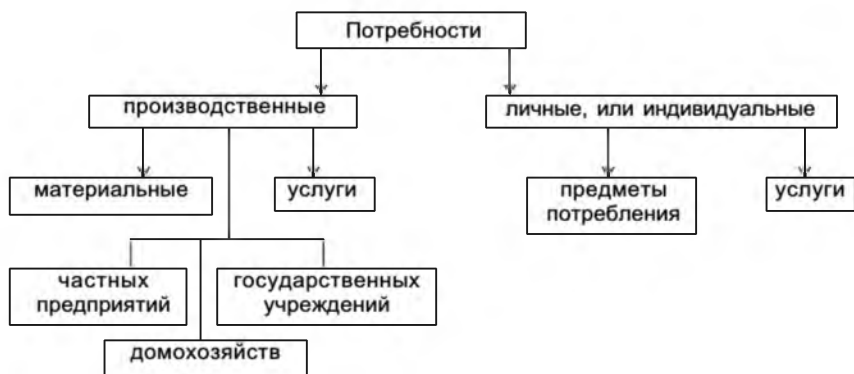 Потребности
производственные
личные, или индивидуальные
материальные
услуги
предметы
потребления
услуги
частных
предприятий
государственных
учреждений
домохозяйств